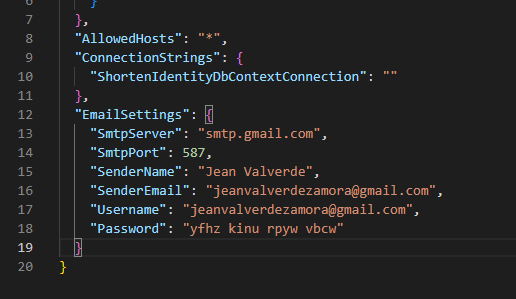 6 }
7 },
8 "AllowedHosts": "*",
9 "ConnectionStrings": {
10 "ShortenIdentityDbContextConnection": ""
11 },
12 "EmailSettings": {
13 "SmtpServer": "smtp.gmail.com",
14 "SmtpPort": 587,
15 "SenderName": "Jean Valverde",
16 "SenderEmail": "jeanvalverdezamora@gmail.com",
17 "Username": "jeanvalverdezamora@gmail.com",
18 "Password": "yfhz kinu rpyw vbcw"
19 }
20 }